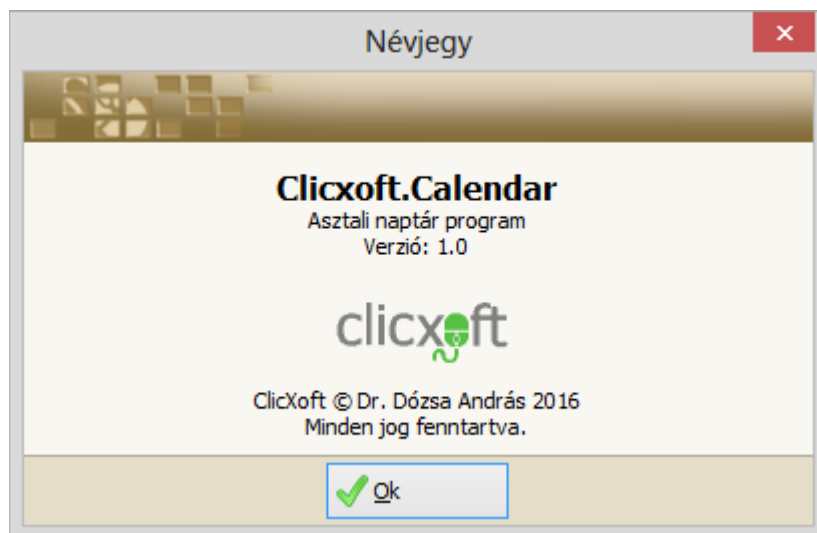 Névjegy
Clicxoft.Calendar
Asztali naptár program
Verzió: 1.0
clicxoft
ClicXoft © Dr. Dózsa András 2016
Minden jog fenntartva.
Ok